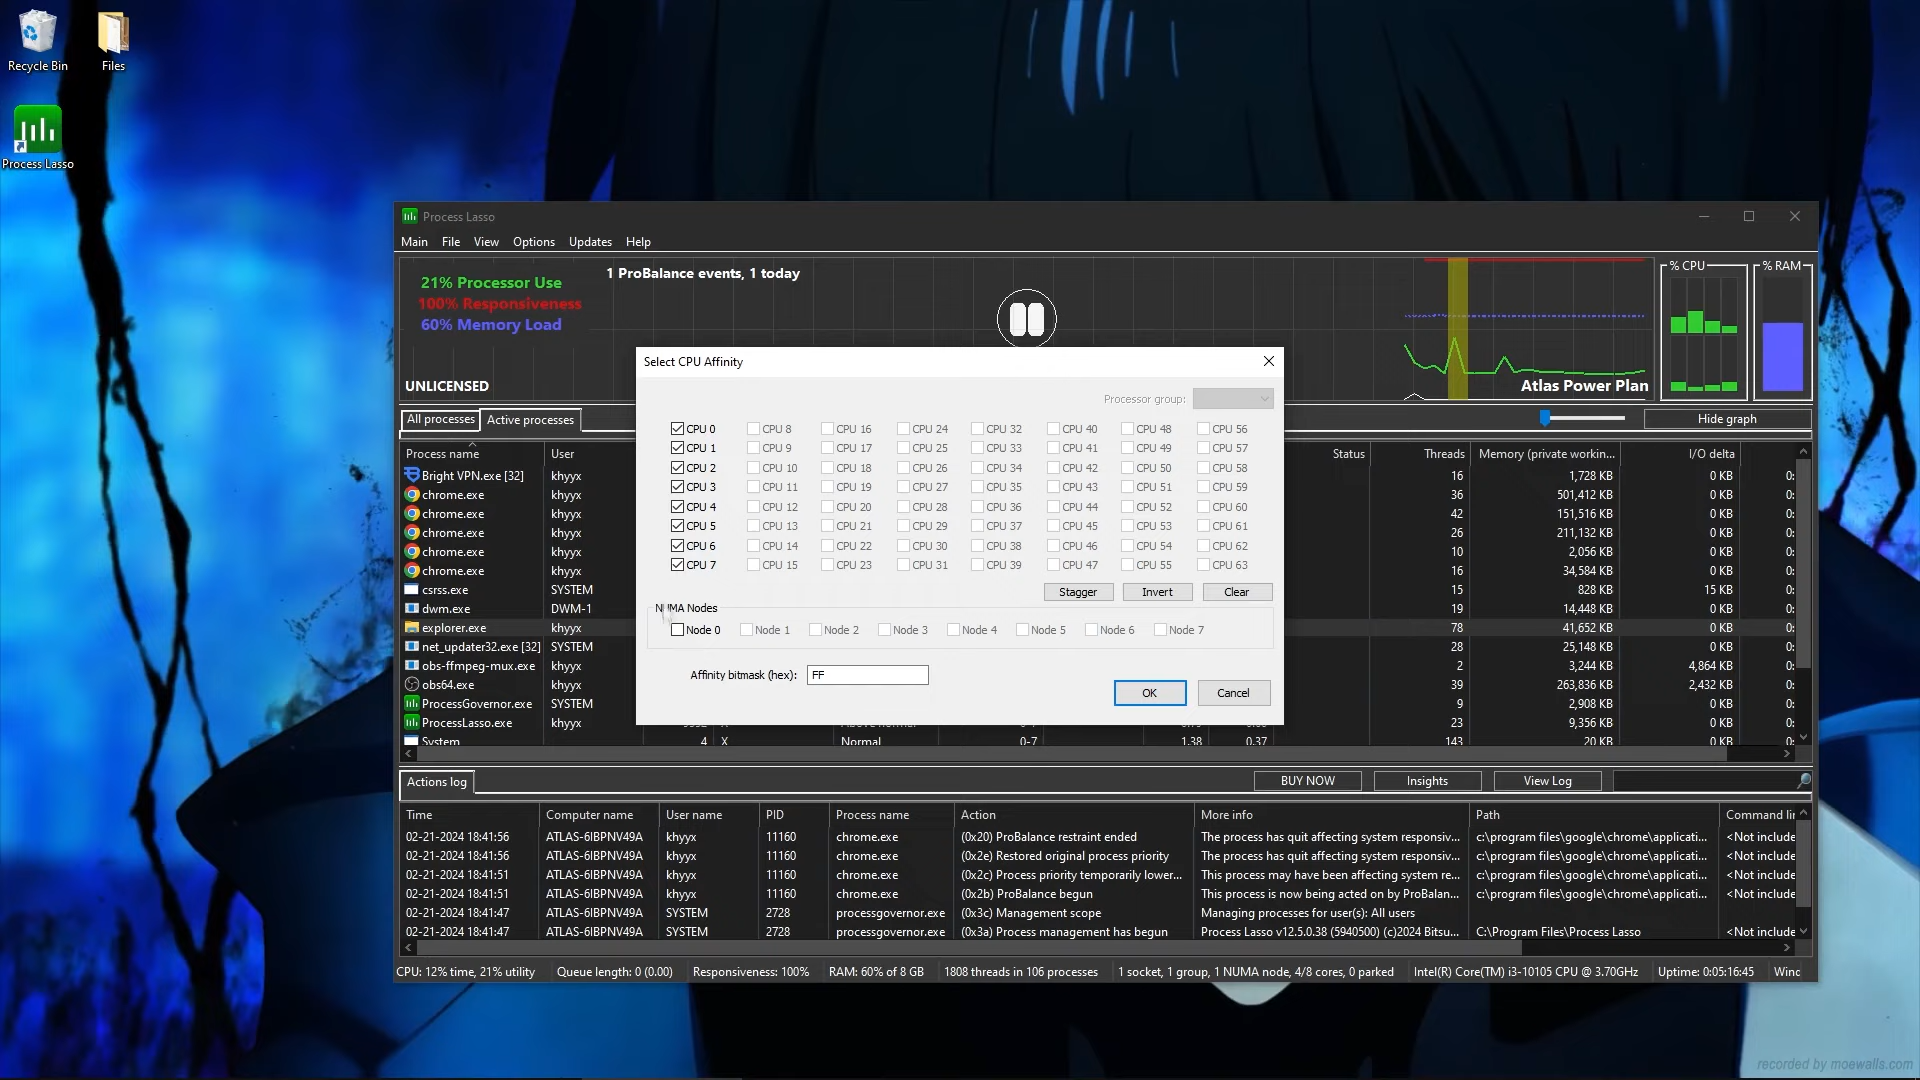 Recycle Bin
Files
Process Lasso
Process Lasso
Main File View Options Updates Help
21% Processor Use
100% Responsiveness
60% Memory Load
1 ProBalance events, 1 today
UNLICENSED
Atlas Power Plan
% CPU
% RAM
All processes
Active processes
Hide graph
Process name User Status Threads Memory (private workin... I/O delta
Bright VPN.exe [32] khyyx 16 1,728 KB 0 KB 0:
chrome.exe khyyx 36 501,412 KB 0 KB 0:
chrome.exe khyyx 42 151,516 KB 0 KB 0:
chrome.exe khyyx 26 211,132 KB 0 KB 0:
chrome.exe khyyx 10 2,056 KB 0 KB 0:
chrome.exe khyyx 16 34,584 KB 0 KB 0:
csrss.exe SYSTEM 15 828 KB 15 KB 0:
dwm.exe DWM-1 19 14,448 KB 0 KB 0:
explorer.exe khyyx 78 41,652 KB 0 KB 0:
net_updater32.exe [32] SYSTEM 28 25,148 KB 0 KB 0:
obs-ffmpeg-mux.exe khyyx 2 3,244 KB 4,864 KB 0:
obs64.exe khyyx 39 263,836 KB 2,432 KB 0:
ProcessGovernor.exe SYSTEM 9 2,908 KB 0 KB 0:
ProcessLasso.exe khyyx 23 9,356 KB 0 KB 0:
System 4 X Normal 0-7 1.38 0.37 143 20 KB 0 KB 0:
Select CPU Affinity
Processor group:
CPU 0 CPU 8 CPU 16 CPU 24 CPU 32 CPU 40 CPU 48 CPU 56
CPU 1 CPU 9 CPU 17 CPU 25 CPU 33 CPU 41 CPU 49 CPU 57
CPU 2 CPU 10 CPU 18 CPU 26 CPU 34 CPU 42 CPU 50 CPU 58
CPU 3 CPU 11 CPU 19 CPU 27 CPU 35 CPU 43 CPU 51 CPU 59
CPU 4 CPU 12 CPU 20 CPU 28 CPU 36 CPU 44 CPU 52 CPU 60
CPU 5 CPU 13 CPU 21 CPU 29 CPU 37 CPU 45 CPU 53 CPU 61
CPU 6 CPU 14 CPU 22 CPU 30 CPU 38 CPU 46 CPU 54 CPU 62
CPU 7 CPU 15 CPU 23 CPU 31 CPU 39 CPU 47 CPU 55 CPU 63
Stagger Invert Clear
NUMA Nodes
Node 0 Node 1 Node 2 Node 3 Node 4 Node 5 Node 6 Node 7
Affinity bitmask (hex): FF
OK Cancel
Actions log
BUY NOW Insights View Log
Time Computer name User name PID Process name Action More info Path Command lin
02-21-2024 18:41:56 ATLAS-6IBPNV49A khyyx 11160 chrome.exe (0x20) ProBalance restraint ended The process has quit affecting system responsiv... c:\program files\google\chrome\applicati... <Not include
02-21-2024 18:41:56 ATLAS-6IBPNV49A khyyx 11160 chrome.exe (0x2e) Restored original process priority The process has quit affecting system responsiv... c:\program files\google\chrome\applicati... <Not include
02-21-2024 18:41:51 ATLAS-6IBPNV49A khyyx 11160 chrome.exe (0x2c) Process priority temporarily lower... This process may have been affecting system re... c:\program files\google\chrome\applicati... <Not include
02-21-2024 18:41:51 ATLAS-6IBPNV49A khyyx 11160 chrome.exe (0x2b) ProBalance begun This process is now being acted on by ProBalan... c:\program files\google\chrome\applicati... <Not include
02-21-2024 18:41:47 ATLAS-6IBPNV49A SYSTEM 2728 processgovernor.exe (0x3c) Management scope Managing processes for user(s): All users
02-21-2024 18:41:47 ATLAS-6IBPNV49A SYSTEM 2728 processgovernor.exe (0x3a) Process management has begun Process Lasso v12.5.0.38 (5940500) (c)2024 Bitsu... C:\Program Files\Process Lasso <Not include
CPU: 12% time, 21% utility Queue length: 0 (0.00) Responsiveness: 100% RAM: 60% of 8 GB 1808 threads in 106 processes 1 socket, 1 group, 1 NUMA node, 4/8 cores, 0 parked Intel(R) Core(TM) i3-10105 CPU @ 3.70GHz Uptime: 0:05:16:45 Winc
recorded by moewalls.com